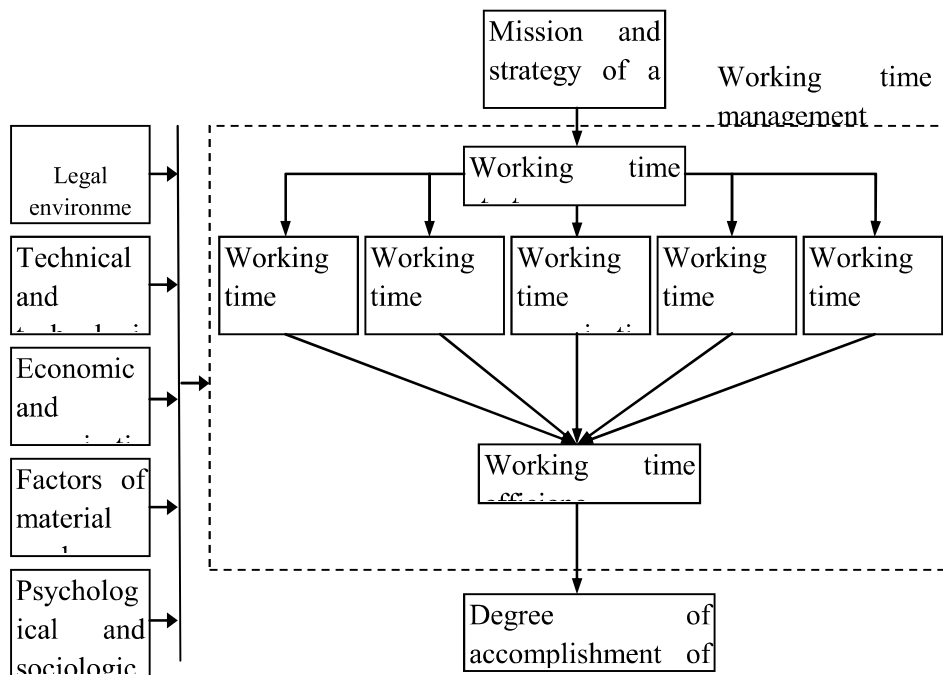 Mission and
strategy of a
Working time
management
Legal
environme
Working time
Technical
and
Working
time
Working
time
Working
time
Working
time
Working
time
Economic
and
Factors of
material
Working time
Psycholog
ical and
sociologic
Degree of
accomplishment of